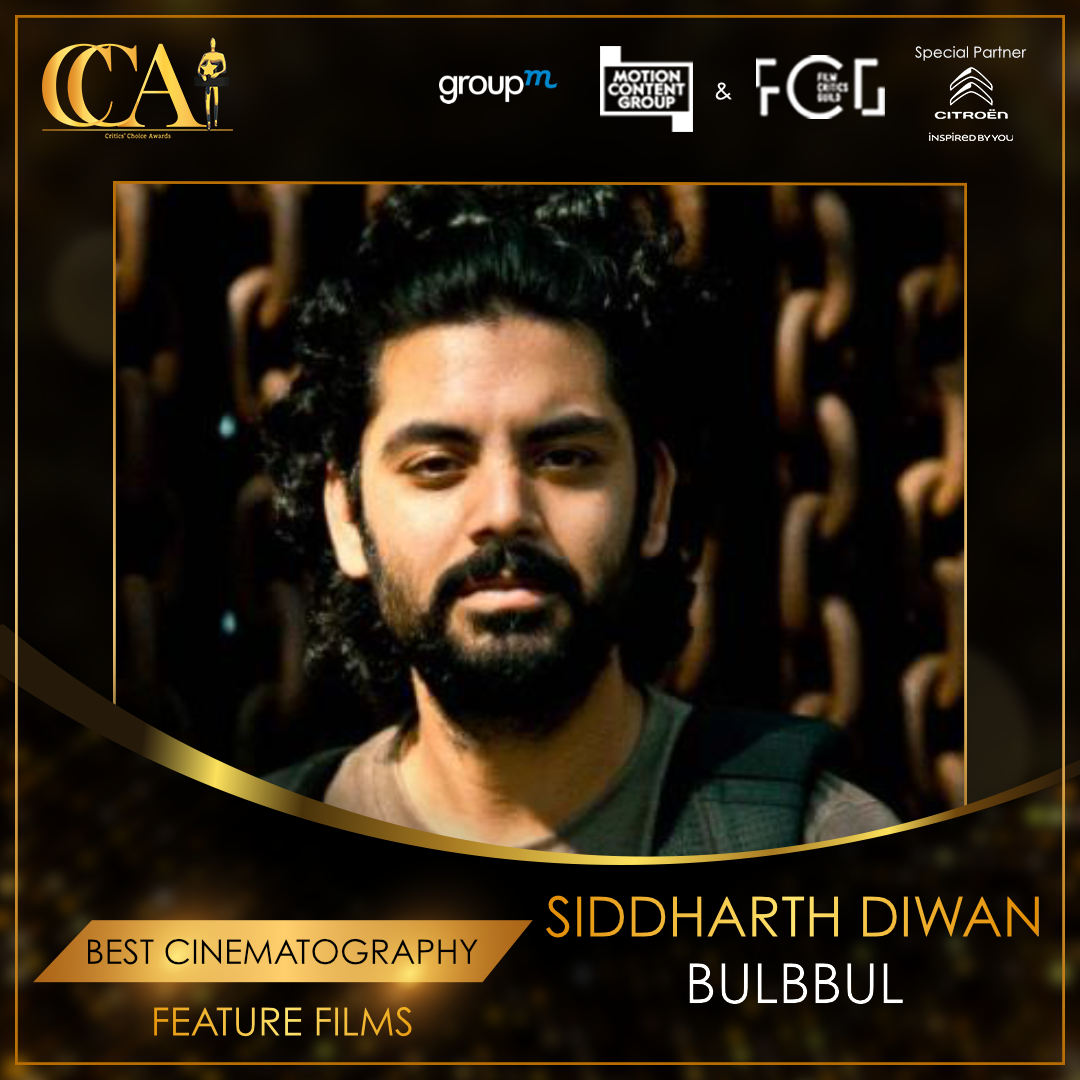 CCA
Critics' Choice Awards
groupm
MOTION
CONTENT
GROUP
&
FCG
FILM
CRITICS
GUILD
Special Partner
CITROËN
INSPIRED BY YOU
BEST CINEMATOGRAPHY
FEATURE FILMS
SIDDHARTH DIWAN
BULBBUL